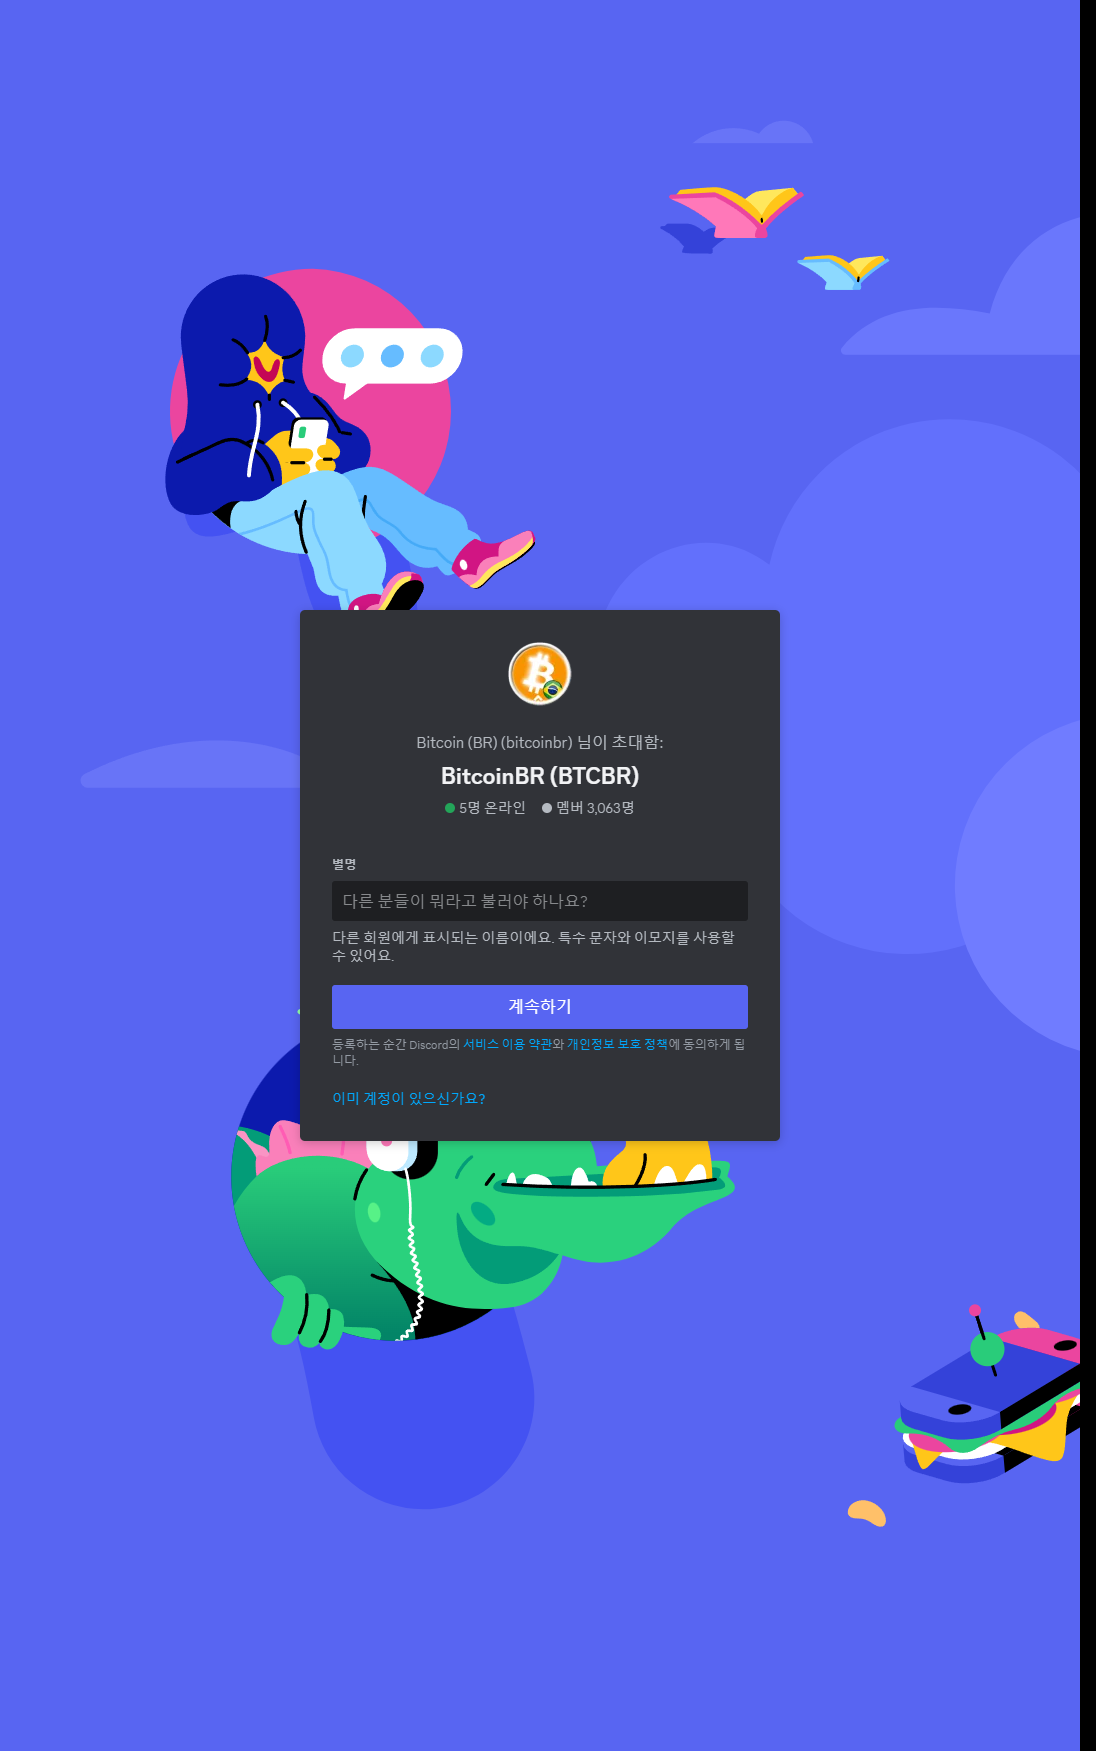 Bitcoin (BR) (bitcoinbr) 님이 초대함:
BitcoinBR (BTCBR)
5명 온라인 멤버 3,063명
별명
다른 분들이 뭐라고 불러야 하나요?
다른 회원에게 표시되는 이름이에요. 특수 문자와 이모지를 사용할
수 있어요.
계속하기
등록하는 순간 Discord의 서비스 이용 약관와 개인정보 보호 정책에 동의하게 됩
니다.
이미 계정이 있으신가요?